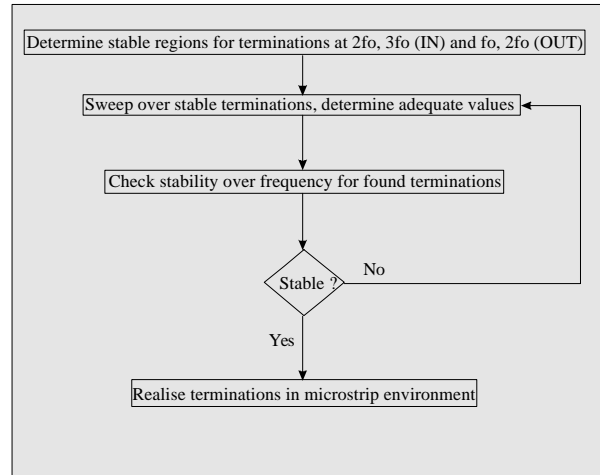 Determine stable regions for terminations at 2fo, 3fo (IN) and fo, 2fo (OUT)
Sweep over stable terminations, determine adequate values
Check stability over frequency for found terminations
Stable ?
No
Yes
Realise terminations in microstrip environment